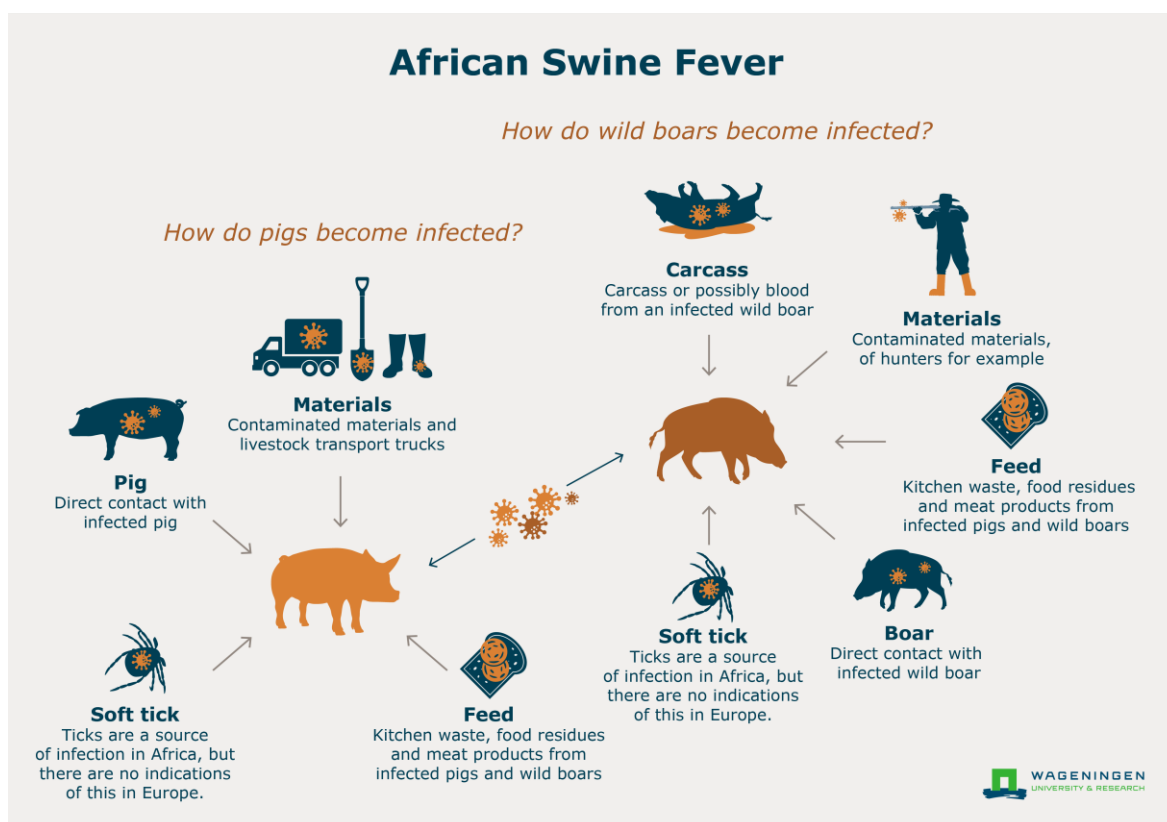 African Swine Fever
How do wild boars become infected?
How do pigs become infected?
Carcass
Carcass or possibly blood
from an infected wild boar
Materials
Contaminated materials,
of hunters for example
Materials
Contaminated materials and
livestock transport trucks
Pig
Direct contact with
infected pig
Feed
Kitchen waste, food residues
and meat products from
infected pigs and wild boars
Soft tick
Ticks are a source
of infection in Africa, but
there are no indications
of this in Europe.
Boar
Direct contact with
infected wild boar
Soft tick
Ticks are a source
of infection in Africa, but
there are no indications
of this in Europe.
Feed
Kitchen waste, food residues
and meat products from
infected pigs and wild boars
WAGENINGEN
UNIVERSITY & RESEARCH